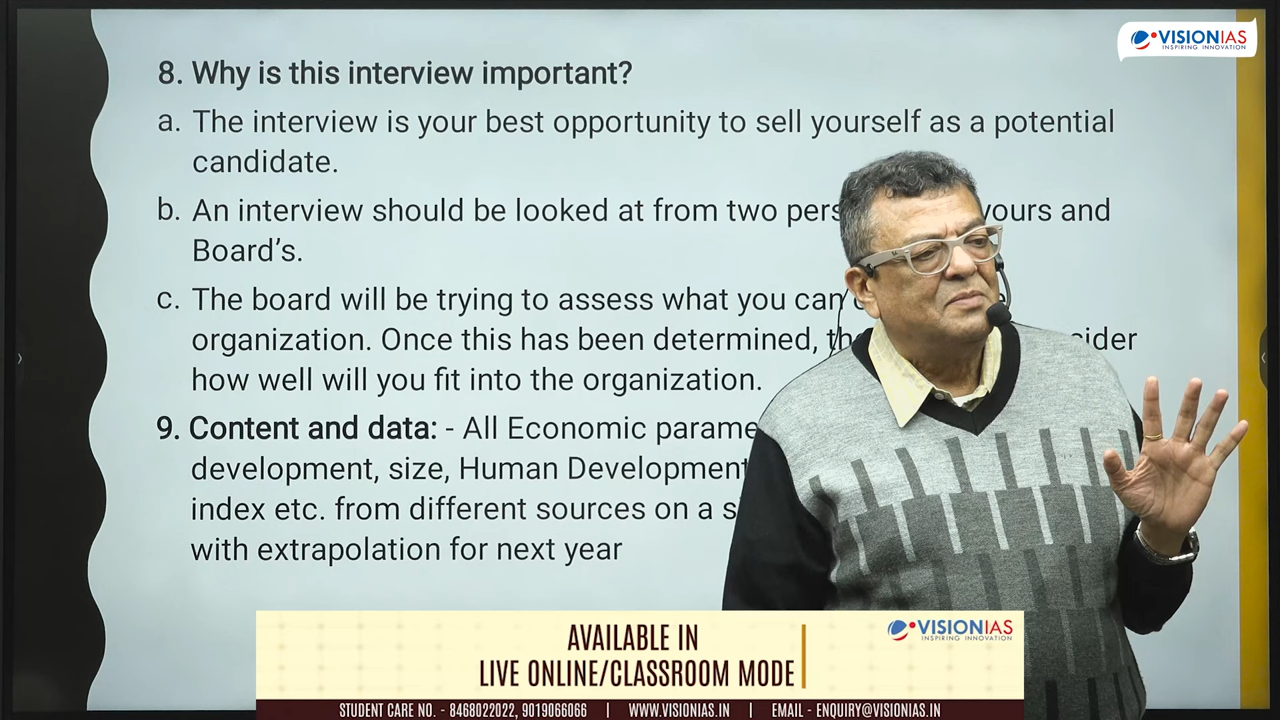 VISIONIAS
INSPIRING INNOVATION
8. Why is this interview important?
a. The interview is your best opportunity to sell yourself as a potential
candidate.
b. An interview should be looked at from two yours and
Board's.
c. The board will be trying to assess what you can
organization. Once this has been determined,
how well will you fit into the organization.
9. Content and data: - All Economic
development, size, Human Development
index etc. from different sources on a
with extrapolation for next year
AVAILABLE IN
LIVE ONLINE/CLASSROOM MODE
VISIONIAS
INSPIRING INNOVATION
STUDENT CARE NO. - 8468022022, 9019066066 | WWW.VISIONIAS.IN | EMAIL - ENQUIRY@VISIONIAS.IN